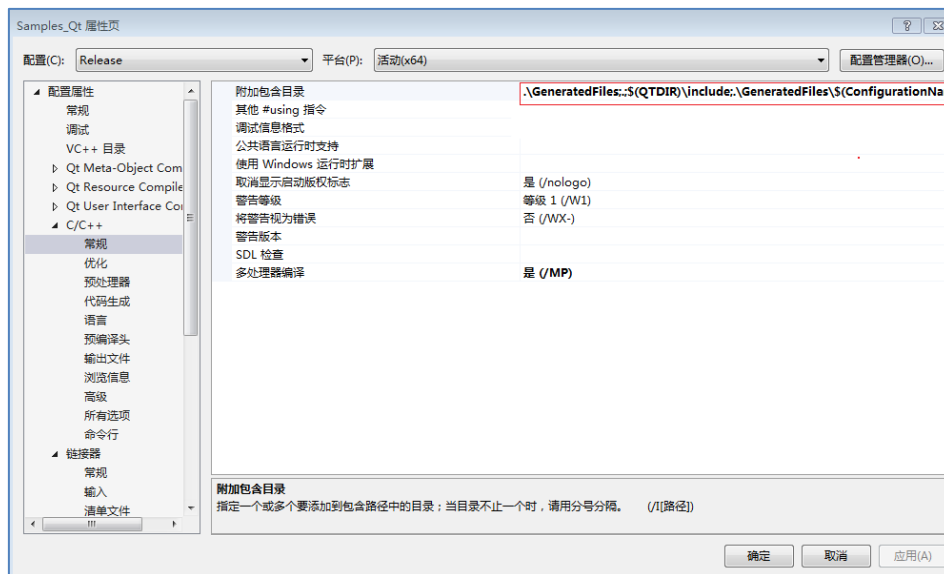 Samples_Qt 属性页
配置(C): Release 平台(P): 活动(x64) 配置管理器(O)...
配置属性
常规
调试
VC++ 目录
Qt Meta-Object Com
Qt Resource Compile
Qt User Interface Co
C/C++
常规
优化
预处理器
代码生成
语言
预编译头
输出文件
浏览信息
高级
所有选项
命令行
链接器
常规
输入
清单文件
附加包含目录 .\GeneratedFiles;.;$(QTDIR)\include;.\GeneratedFiles\$(ConfigurationNa
其他 #using 指令
调试信息格式
公共语言运行时支持
使用 Windows 运行时扩展
取消显示启动版权标志 是 (/nologo)
警告等级 等级 1 (/W1)
将警告视为错误 否 (/WX-)
警告版本
SDL 检查
多处理器编译 是 (/MP)
附加包含目录
指定一个或多个要添加到包含路径中的目录；当目录不止一个时，请用分号分隔。 (/I[路径])
确定 取消 应用(A)